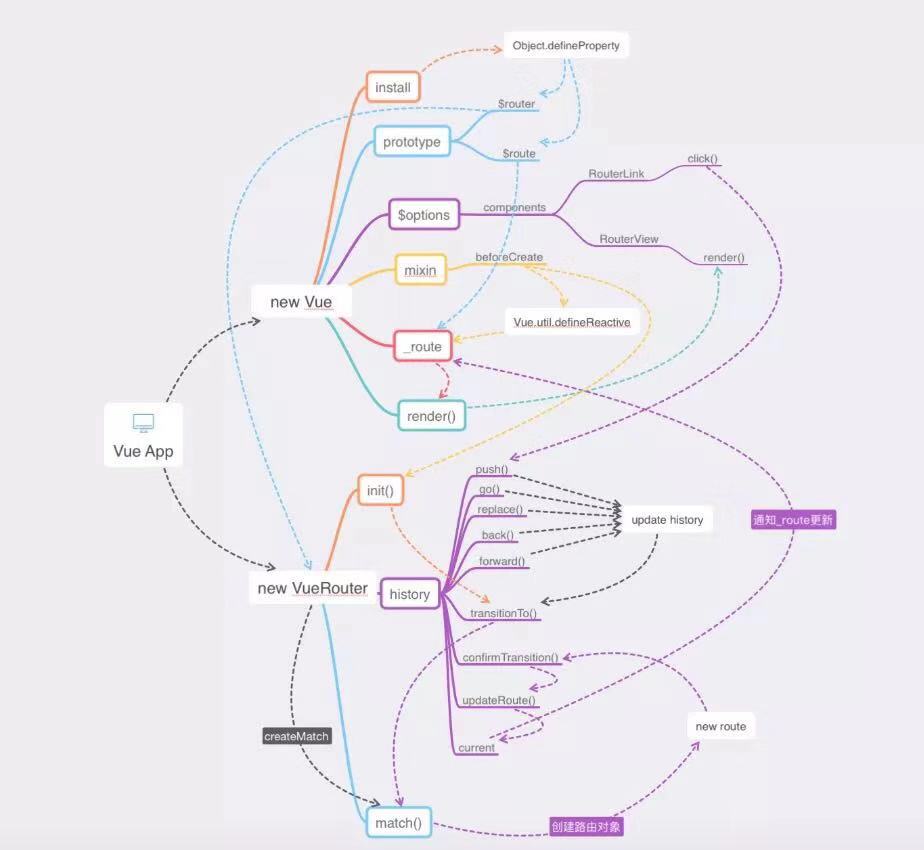 Object.defineProperty
install
$router
prototype
$route
click()
RouterLink
$options
components
RouterView
render()
beforeCreate
mixin
new Vue
Vue.util.defineReactive
_route
render()
Vue App
push()
init()
go()
replace()
update history
通知_route更新
back()
forward()
new VueRouter
history
transitionTo()
confirmTransition()
updateRoute()
new route
createMatch
current
match()
创建路由对象